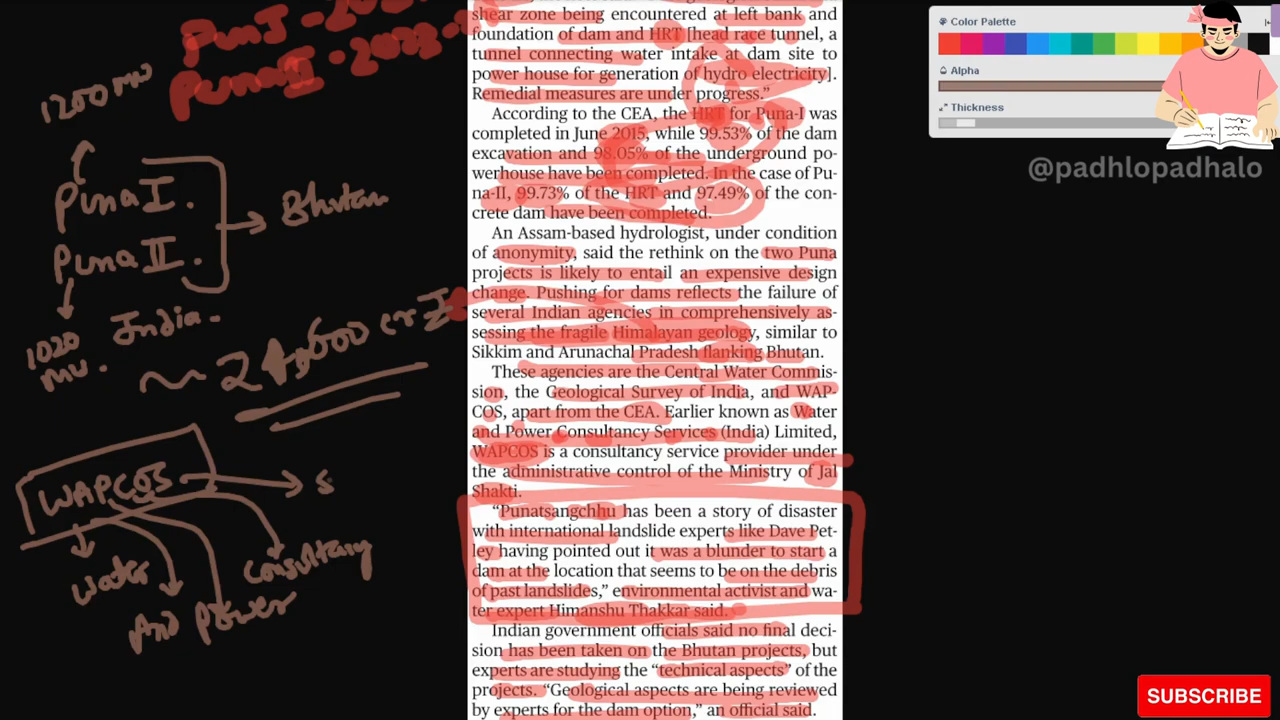 Puna I - 20
Puna II - 2022 -
1200 MW
Puna I.
Bhutan
Puna II.
India.
1020
MW.
~ 24,600 cr
WAPCOS
S
Water
And Power
Consultany
shear zone being encountered at left bank and
foundation of dam and HRT [head race tunnel, a
tunnel connecting water intake at dam site to
power house for generation of hydro electricity].
Remedial measures are under progress.”
According to the CEA, the HRT for Puna-I was
completed in June 2015, while 99.53% of the dam
excavation and 98.05% of the underground po-
werhouse have been completed. In the case of Pu-
na-II, 99.73% of the HRT and 97.49% of the con-
crete dam have been completed.
An Assam-based hydrologist, under condition
of anonymity, said the rethink on the two Puna
projects is likely to entail an expensive design
change. Pushing for dams reflects the failure of
several Indian agencies in comprehensively as-
sessing the fragile Himalayan geology, similar to
Sikkim and Arunachal Pradesh flanking Bhutan.
These agencies are the Central Water Commis-
sion, the Geological Survey of India, and WAP-
COS, apart from the CEA. Earlier known as Water
and Power Consultancy Services (India) Limited,
WAPCOS is a consultancy service provider under
the administrative control of the Ministry of Jal
Shakti.
“Punatsangchhu has been a story of disaster
with international landslide experts like Dave Pet-
ley having pointed out it was a blunder to start a
dam at the location that seems to be on the debris
of past landslides,” environmental activist and wa-
ter expert Himanshu Thakkar said.
Indian government officials said no final deci-
sion has been taken on the Bhutan projects, but
experts are studying the “technical aspects” of the
projects. “Geological aspects are being reviewed
by experts for the dam option,” an official said.
Color Palette
Alpha
Thickness
@padhlopadhalo
SUBSCRIBE